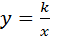 y = k/x